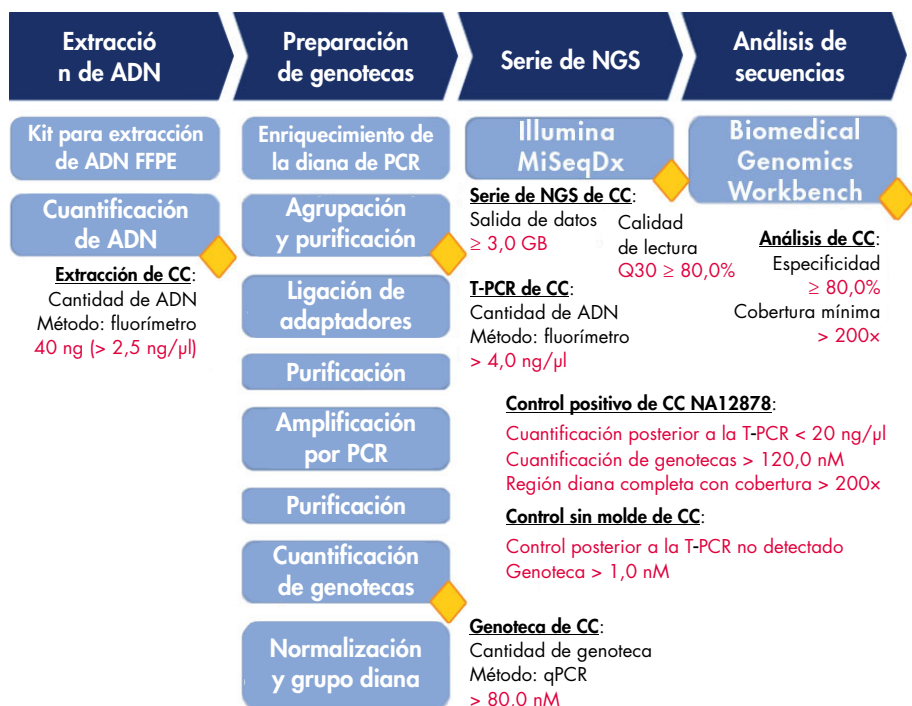 Extracció
n de ADN
Preparación
de genotecas
Serie de NGS
Análisis de
secuencias
Kit para extracción
de ADN FFPE
Cuantificación
de ADN
Extracción de CC:
Cantidad de ADN
Método: fluorímetro
40 ng (> 2,5 ng/µl)
Enriquecimiento de
la diana de PCR
Agrupación
y purificación
Ligación de
adaptadores
Purificación
Amplificación
por PCR
Purificación
Cuantificación
de genotecas
Normalización
y grupo diana
Illumina
MiSeqDx
Serie de NGS de CC:
Salida de datos
≥ 3,0 GB
Calidad
de lectura
Q30 ≥ 80,0%
T-PCR de CC:
Cantidad de ADN
Método: fluorímetro
> 4,0 ng/µl
Biomedical
Genomics
Workbench
Análisis de CC:
Especificidad
≥ 80,0%
Cobertura mínima
> 200×
Control positivo de CC NA12878:
Cuantificación posterior a la T-PCR < 20 ng/µl
Cuantificación de genotecas > 120,0 nM
Región diana completa con cobertura > 200×
Control sin molde de CC:
Control posterior a la T-PCR no detectado
Genoteca > 1,0 nM
Genoteca de CC:
Cantidad de genoteca
Método: qPCR
> 80,0 nM